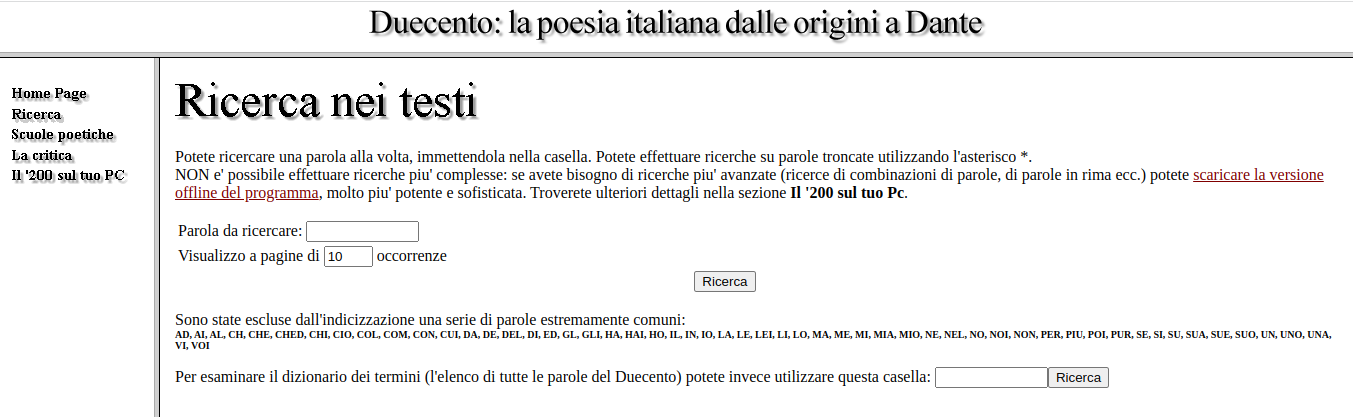 Duecento: la poesia italiana dalle origini a Dante
Home Page
Ricerca
Scuole poetiche
La critica
Il '200 sul tuo PC
Ricerca nei testi
Potete ricercare una parola alla volta, immettendola nella casella. Potete effettuare ricerche su parole troncate utilizzando l'asterisco *.
NON e' possibile effettuare ricerche piu' complesse: se avete bisogno di ricerche piu' avanzate (ricerce di combinazioni di parole, di parole in rima ecc.) potete scaricare la versione
offline del programma, molto piu' potente e sofisticata. Troverete ulteriori dettagli nella sezione Il '200 sul tuo Pc.
Parola da ricercare:
Visualizzo a pagine di 10 occorrenze
Ricerca
Sono state escluse dall'indicizzazione una serie di parole estremamente comuni:
AD, AI, AL, CH, CHE, CHED, CHI, CIO, COL, COM, CON, CUI, DA, DE, DEL, DI, ED, GL, GLI, HA, HAI, HO, IL, IN, IO, LA, LE, LEI, LI, LO, MA, ME, MI, MIA, MIO, NE, NEL, NO, NOI, NON, PER, PIU, POI, PUR, SE, SI, SU, SUA, SUE, SUO, UN, UNO, UNA,
VI, VOI
Per esaminare il dizionario dei termini (l'elenco di tutte le parole del Duecento) potete invece utilizzare questa casella: Ricerca